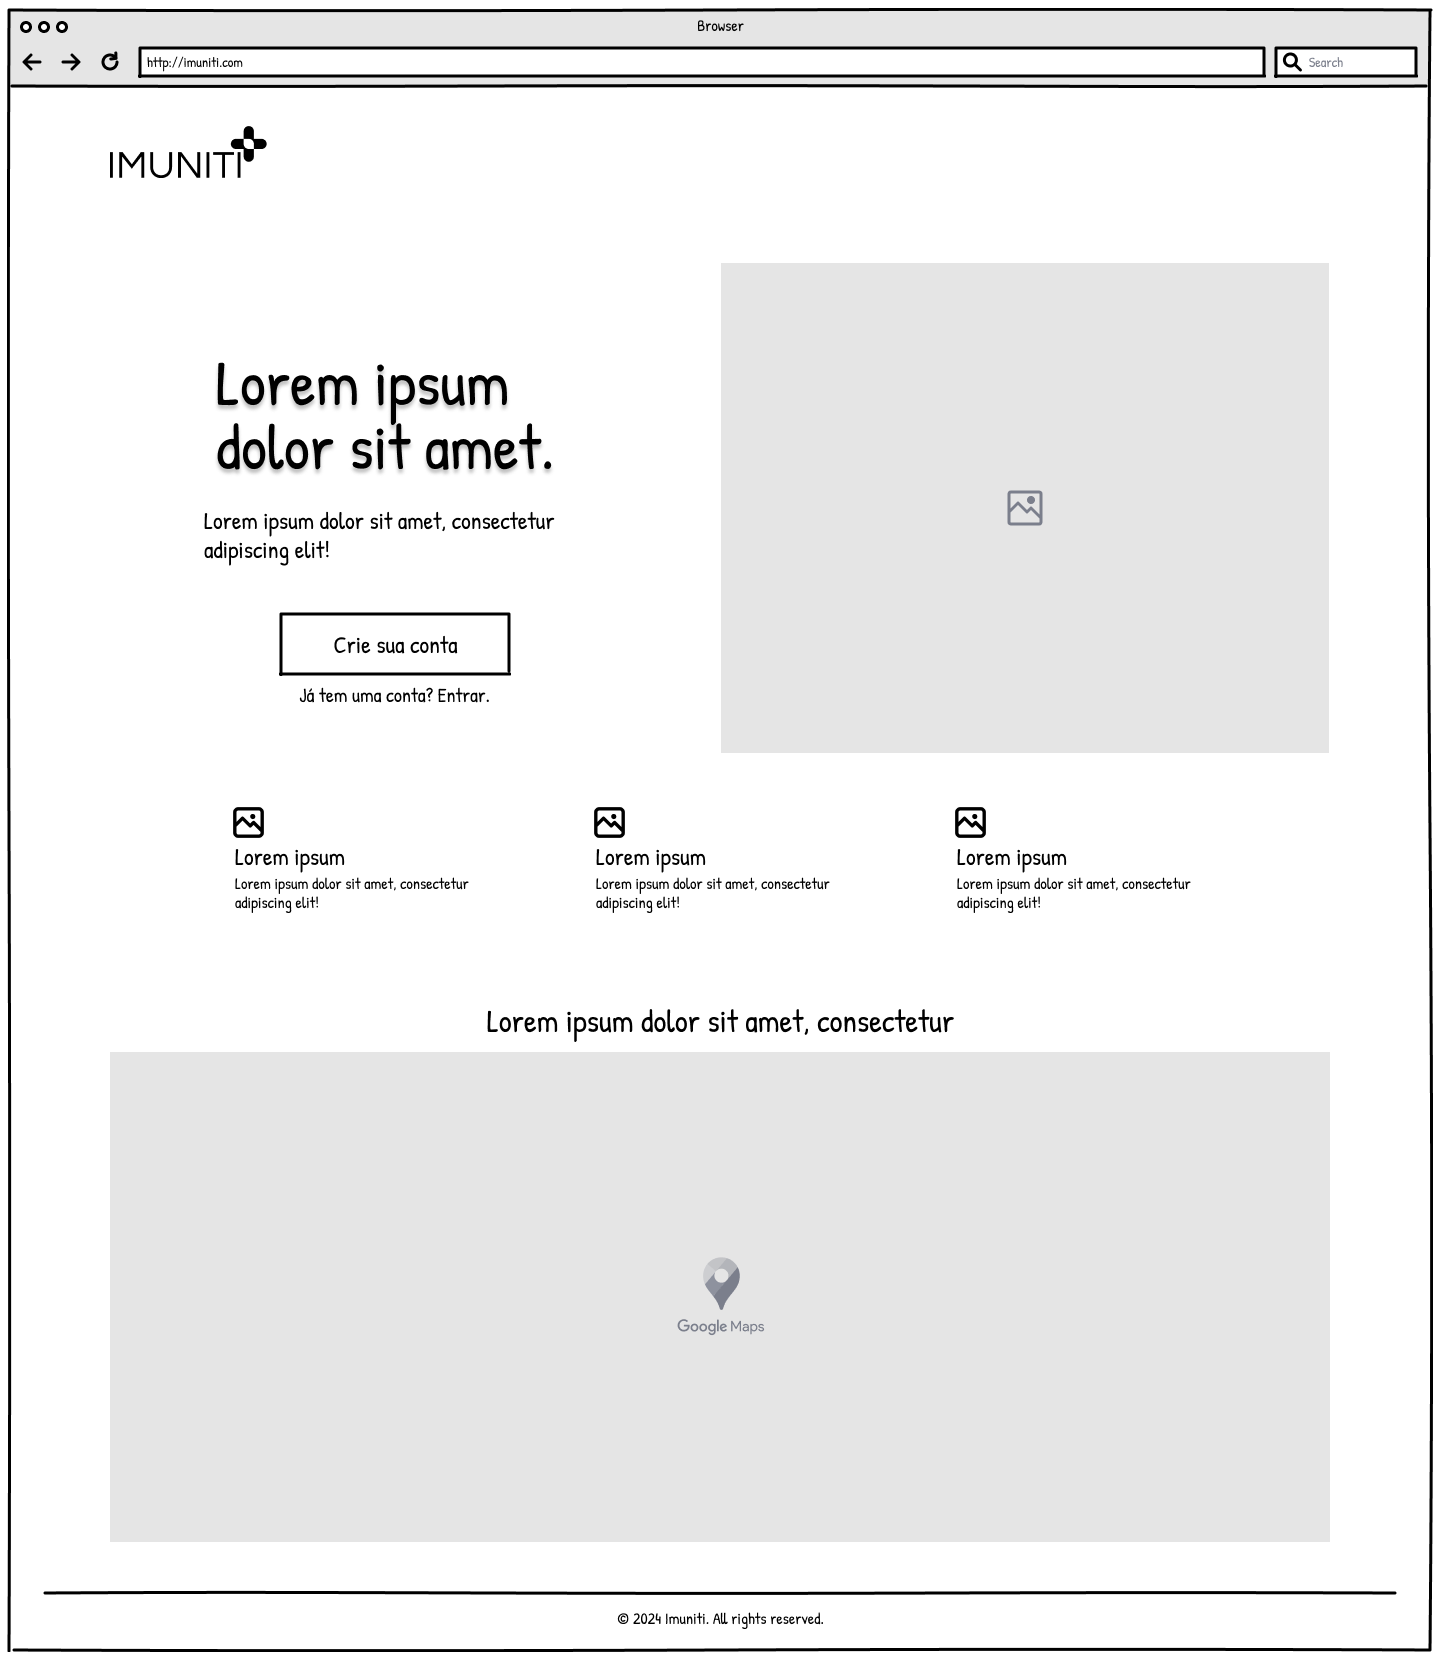 Browser
http://imuniti.com
Search
IMUNITI
Lorem ipsum
dolor sit amet.
Lorem ipsum dolor sit amet, consectetur
adipiscing elit!
Crie sua conta
Já tem uma conta? Entrar.
Lorem ipsum
Lorem ipsum dolor sit amet, consectetur
adipiscing elit!
Lorem ipsum
Lorem ipsum dolor sit amet, consectetur
adipiscing elit!
Lorem ipsum
Lorem ipsum dolor sit amet, consectetur
adipiscing elit!
Lorem ipsum dolor sit amet, consectetur
Google Maps
© 2024 Imuniti. All rights reserved.